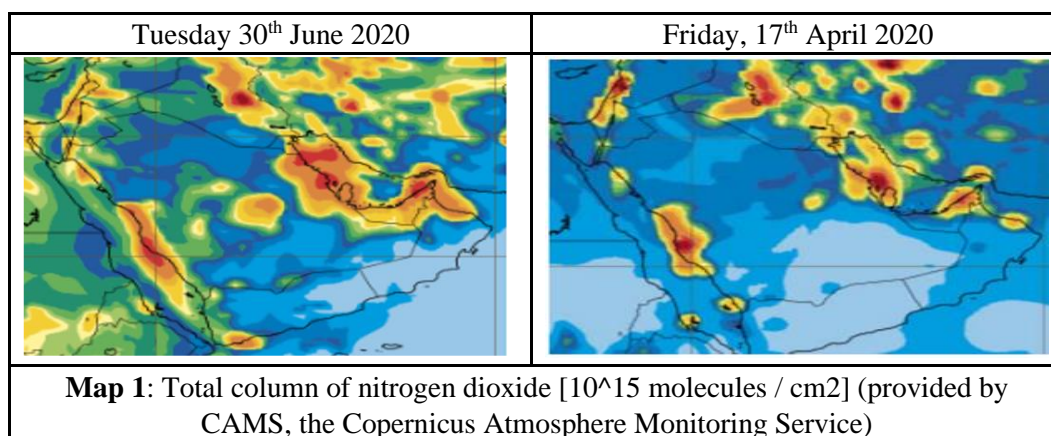 Tuesday 30th June 2020
Friday, 17th April 2020
Map 1: Total column of nitrogen dioxide [10^15 molecules / cm2] (provided by
CAMS, the Copernicus Atmosphere Monitoring Service)